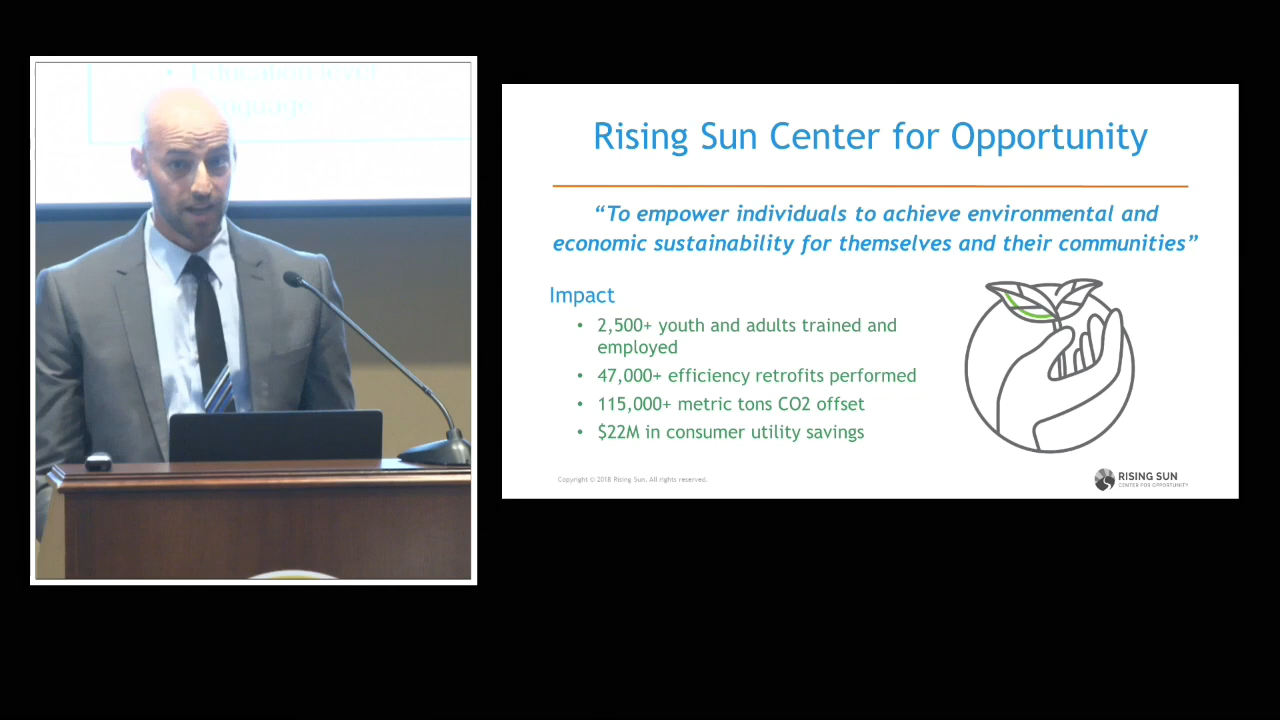 Education level
Rising Sun Center for Opportunity
“To empower individuals to achieve environmental and
economic sustainability for themselves and their communities”
Impact
• 2,500+ youth and adults trained and
employed
• 47,000+ efficiency retrofits performed
• 115,000+ metric tons CO2 offset
• $22M in consumer utility savings
Copyright © 2018 Rising Sun. All rights reserved.
RISING SUN
CENTER FOR OPPORTUNITY